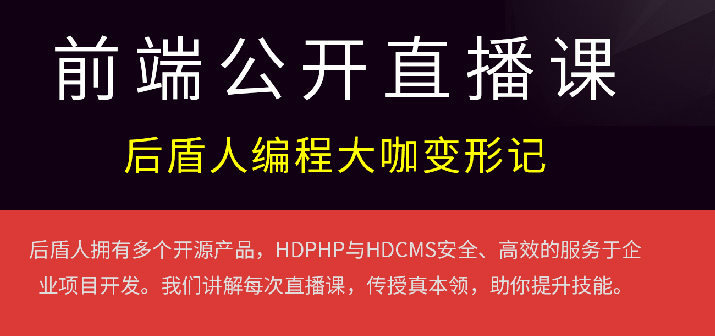 前端公开直播课
后盾人编程大咖变形记
后盾人拥有多个开源产品，HDPHP与HDCMS安全、高效的服务于企
业项目开发。我们讲解每次直播课，传授真本领，助你提升技能。